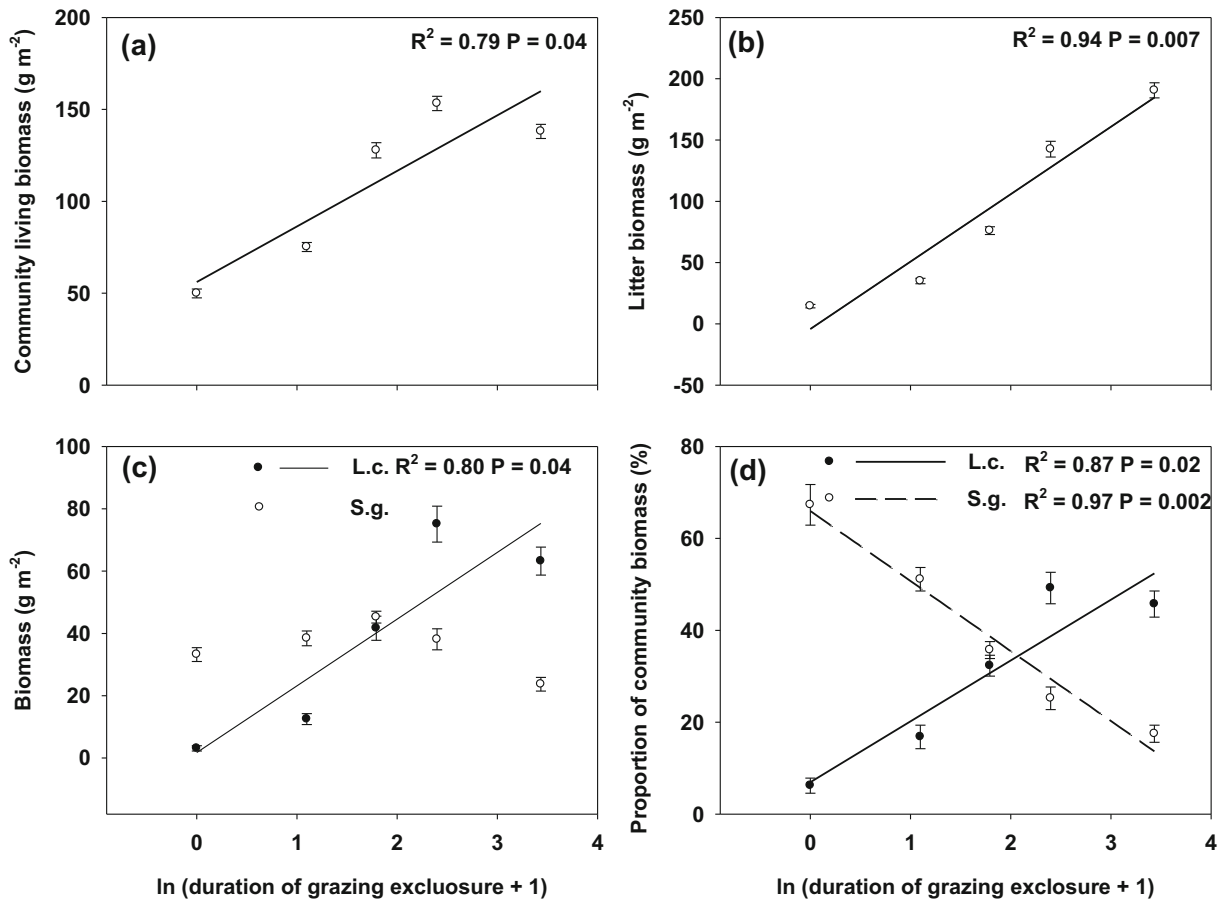 (a)
R² = 0.79 P = 0.04
Community living biomass (g m⁻²)
200
150
100
50
0
(b)
R² = 0.94 P = 0.007
Litter biomass (g m⁻²)
250
200
150
100
50
0
-50
(c)
L.c. R² = 0.80 P = 0.04
S.g.
Biomass (g m⁻²)
100
80
60
40
20
0
0 1 2 3 4
ln (duration of grazing excluosure + 1)
(d)
L.c. R² = 0.87 P = 0.02
S.g. R² = 0.97 P = 0.002
Proportion of community biomass (%)
80
60
40
20
0
0 1 2 3 4
ln (duration of grazing exclosure + 1)